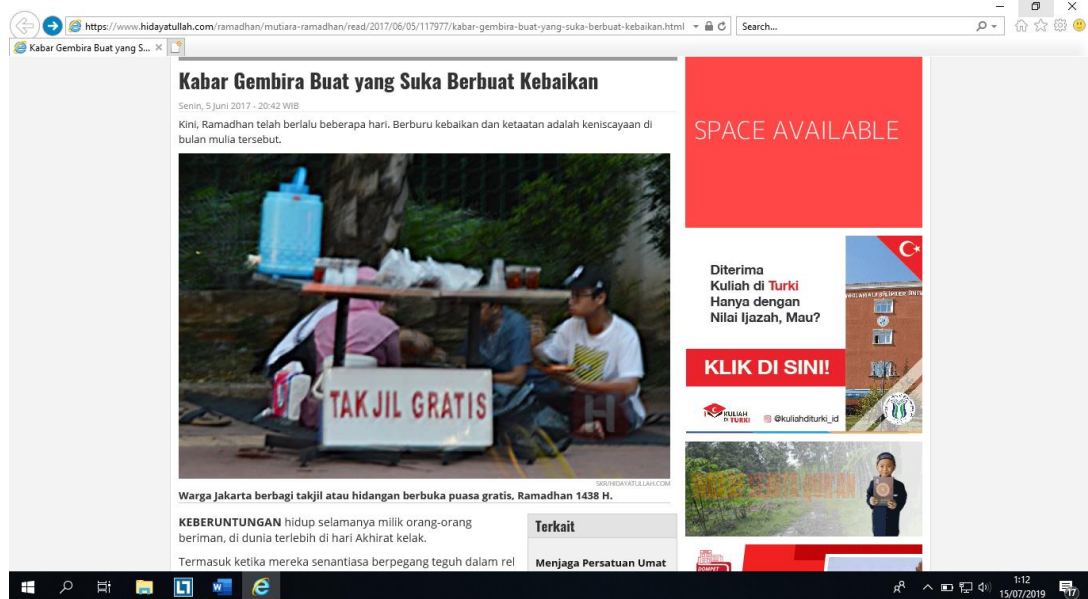 https://www.hidayatullah.com/ramadhan/mutiara-ramadhan/read/2017/06/05/117977/kabar-gembira-buat-yang-suka-berbuat-kebaikan.html
Search...
Kabar Gembira Buat yang S...
Kabar Gembira Buat yang Suka Berbuat Kebaikan
Senin, 5 Juni 2017 - 20:42 WIB
Kini, Ramadhan telah berlalu beberapa hari. Berburu kebaikan dan ketaatan adalah keniscayaan di
bulan mulia tersebut.
TAKJIL GRATIS
SKR/HIDAYATULLAH.COM
Warga Jakarta berbagi takjil atau hidangan berbuka puasa gratis, Ramadhan 1438 H.
KEBERUNTUNGAN hidup selamanya milik orang-orang
beriman, di dunia terlebih di hari Akhirat kelak.
Termasuk ketika mereka senantiasa berpegang teguh dalam rel
Terkait
Menjaga Persatuan Umat
SPACE AVAILABLE
Diterima
Kuliah di Turki
Hanya dengan
Nilai Ijazah, Mau?
KLIK DI SINI!
KULIAH
DI TURKI
@kuliahditurki_id
DOMPET
1:12
15/07/2019
17